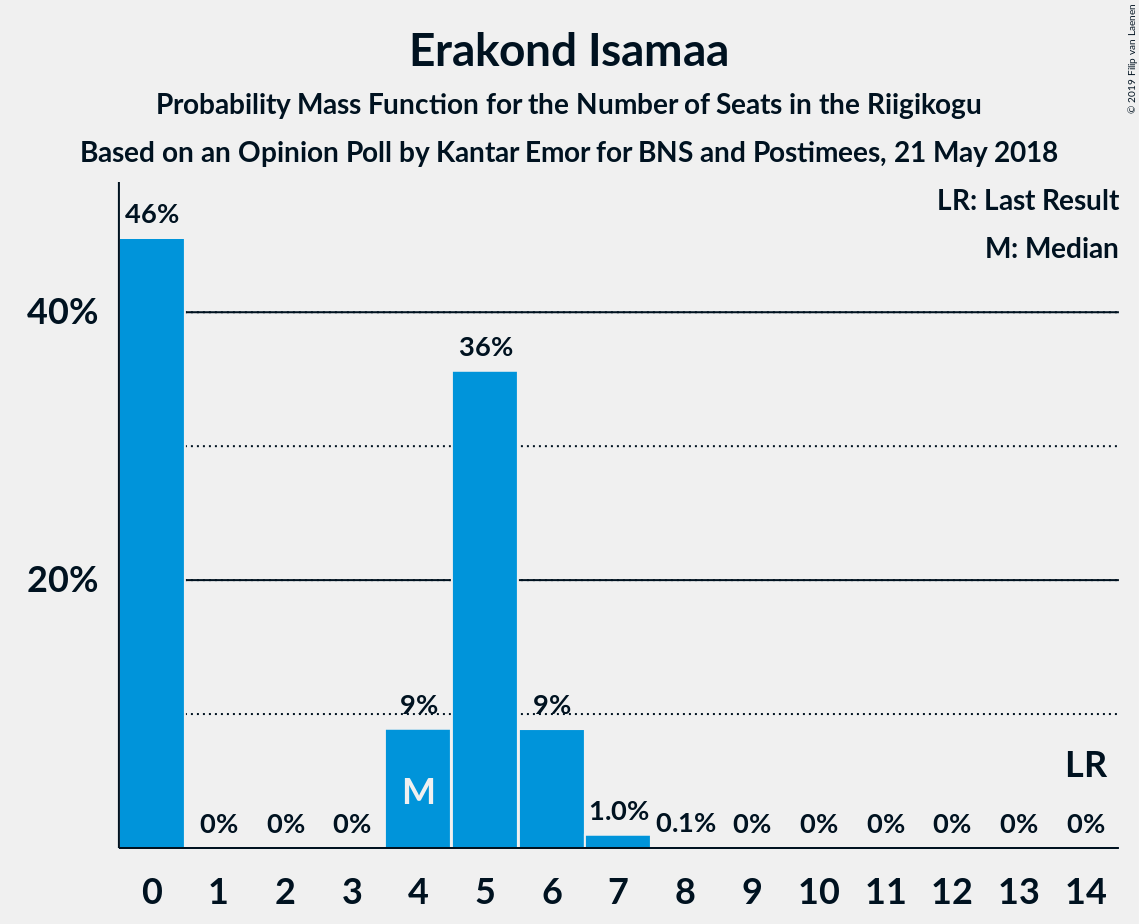 Erakond Isamaa
Probability Mass Function for the Number of Seats in the Riigikogu
Based on an Opinion Poll by Kantar Emor for BNS and Postimees, 21 May 2018
© 2019 Filip van Laenen
LR: Last Result
M: Median
46%
40%
36%
20%
9%
9%
M
LR
1.0%
0% 0% 0% 0.1% 0% 0% 0% 0% 0% 0%
0 1 2 3 4 5 6 7 8 9 10 11 12 13 14